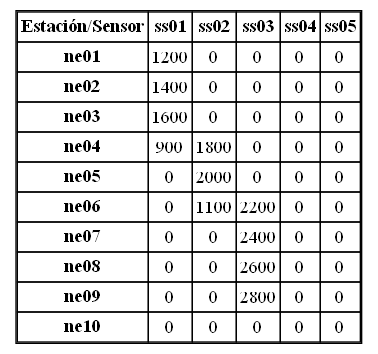 Estación/Sensor ss01 ss02 ss03 ss04 ss05
ne01 1200 0 0 0 0
ne02 1400 0 0 0 0
ne03 1600 0 0 0 0
ne04 900 1800 0 0 0
ne05 0 2000 0 0 0
ne06 0 1100 2200 0 0
ne07 0 0 2400 0 0
ne08 0 0 2600 0 0
ne09 0 0 2800 0 0
ne10 0 0 0 0 0